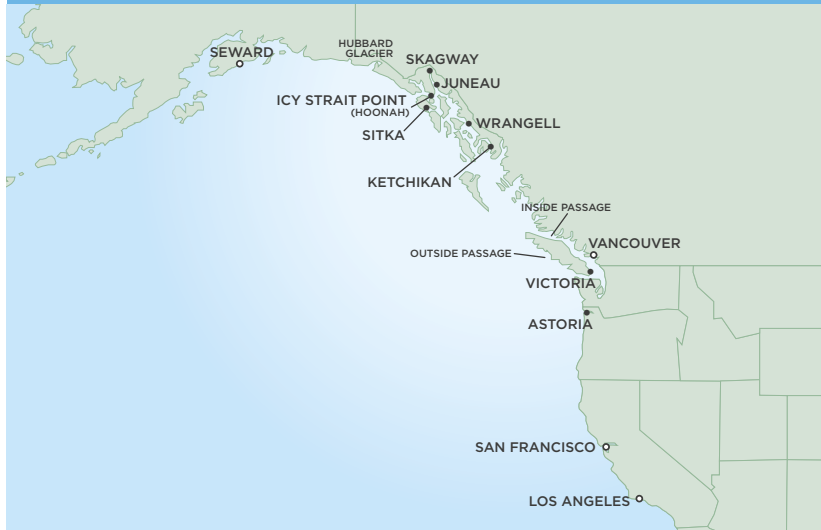 HUBBARD
GLACIER
SEWARD
SKAGWAY
JUNEAU
ICY STRAIT POINT
(HOONAH)
SITKA
WRANGELL
KETCHIKAN
INSIDE PASSAGE
VANCOUVER
OUTSIDE PASSAGE
VICTORIA
ASTORIA
SAN FRANCISCO
LOS ANGELES